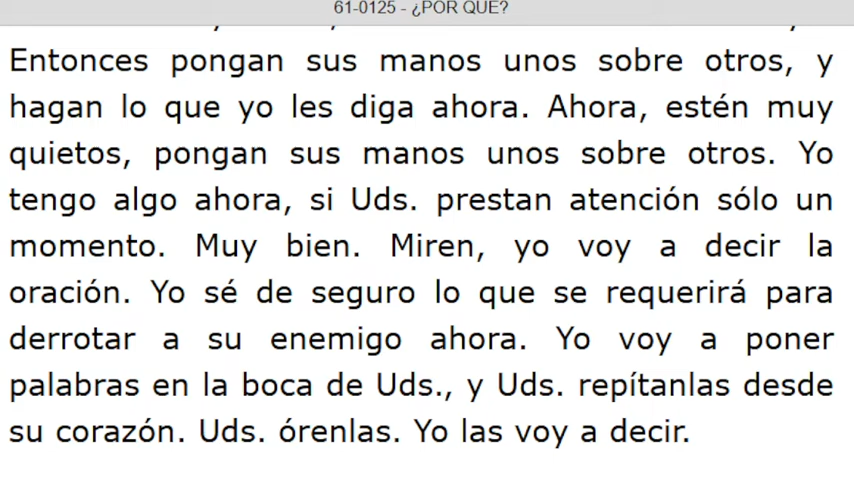 61-0125 - ¿POR QUE?
Entonces pongan sus manos unos sobre otros, y
hagan lo que yo les diga ahora. Ahora, estén muy
quietos, pongan sus manos unos sobre otros. Yo
tengo algo ahora, si Uds. prestan atención sólo un
momento. Muy bien. Miren, yo voy a decir la
oración. Yo sé de seguro lo que se requerirá para
derrotar a su enemigo ahora. Yo voy a poner
palabras en la boca de Uds., y Uds. repítanlas desde
su corazón. Uds. órenlas. Yo las voy a decir.